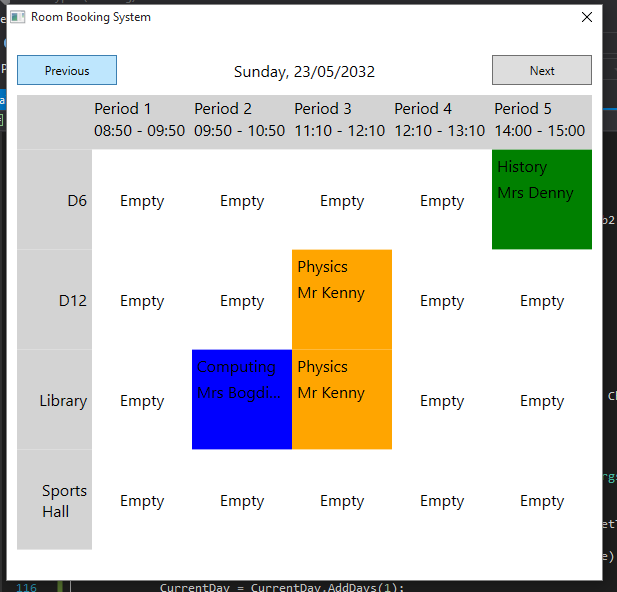 Room Booking System
Previous
Sunday, 23/05/2032
Next
Period 1 Period 2 Period 3 Period 4 Period 5
08:50 - 09:50 09:50 - 10:50 11:10 - 12:10 12:10 - 13:10 14:00 - 15:00
D6 Empty Empty Empty Empty History
Mrs Denny
D12 Empty Empty Physics Empty Empty
Mr Kenny
Library Empty Computing Physics Empty Empty
Mrs Bogdi... Mr Kenny
Sports
Hall Empty Empty Empty Empty Empty
116 CurrentDay = CurrentDay.AddDays(1);